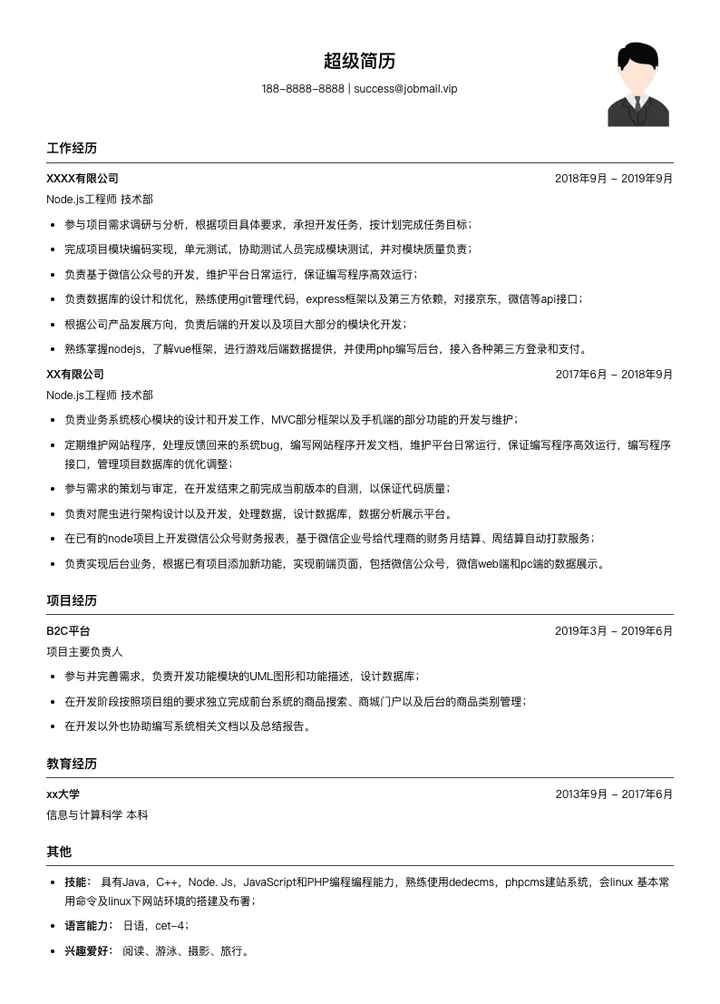 超级简历
188-8888-8888 | success@jobmail.vip
工作经历
XXXX有限公司 2018年9月 – 2019年9月
Node.js工程师 技术部
• 参与项目需求调研与分析，根据项目具体要求，承担开发任务，按计划完成任务目标；
• 完成项目模块编码实现，单元测试，协助测试人员完成模块测试，并对模块质量负责；
• 负责基于微信公众号的开发，维护平台日常运行，保证编写程序高效运行；
• 负责数据库的设计和优化，熟练使用git管理代码，express框架以及第三方依赖，对接京东，微信等api接口；
• 根据公司产品发展方向，负责后端的开发以及项目大部分的模块化开发；
• 熟练掌握nodejs，了解vue框架，进行游戏后端数据提供，并使用php编写后台，接入各种第三方登录和支付。
XX有限公司 2017年6月 – 2018年9月
Node.js工程师 技术部
• 负责业务系统核心模块的设计和开发工作，MVC部分框架以及手机端的部分功能的开发与维护；
• 定期维护网站程序，处理反馈回来的系统bug，编写网站程序开发文档，维护平台日常运行，保证编写程序高效运行，编写程序
接口，管理项目数据库的优化调整；
• 参与需求的策划与审定，在开发结束之前完成当前版本的自测，以保证代码质量；
• 负责对爬虫进行架构设计以及开发，处理数据，设计数据库，数据分析展示平台。
• 在已有的node项目上开发微信公众号财务报表，基于微信企业号给代理商的财务月结算、周结算自动打款服务；
• 负责实现后台业务，根据已有项目添加新功能，实现前端页面，包括微信公众号，微信web端和pc端的数据展示。
项目经历
B2C平台 2019年3月 – 2019年6月
项目主要负责人
• 参与并完善需求，负责开发功能模块的UML图形和功能描述，设计数据库；
• 在开发阶段按照项目组的要求独立完成前台系统的商品搜索、商城门户以及后台的商品类别管理；
• 在开发以外也协助编写系统相关文档以及总结报告。
教育经历
xx大学 2013年9月 – 2017年6月
信息与计算科学 本科
其他
• 技能： 具有Java，C++，Node. Js，JavaScript和PHP编程编程能力，熟练使用dedecms，phpcms建站系统，会linux 基本常
用命令及linux下网站环境的搭建及布署；
• 语言能力： 日语，cet-4；
• 兴趣爱好： 阅读、游泳、摄影、旅行。